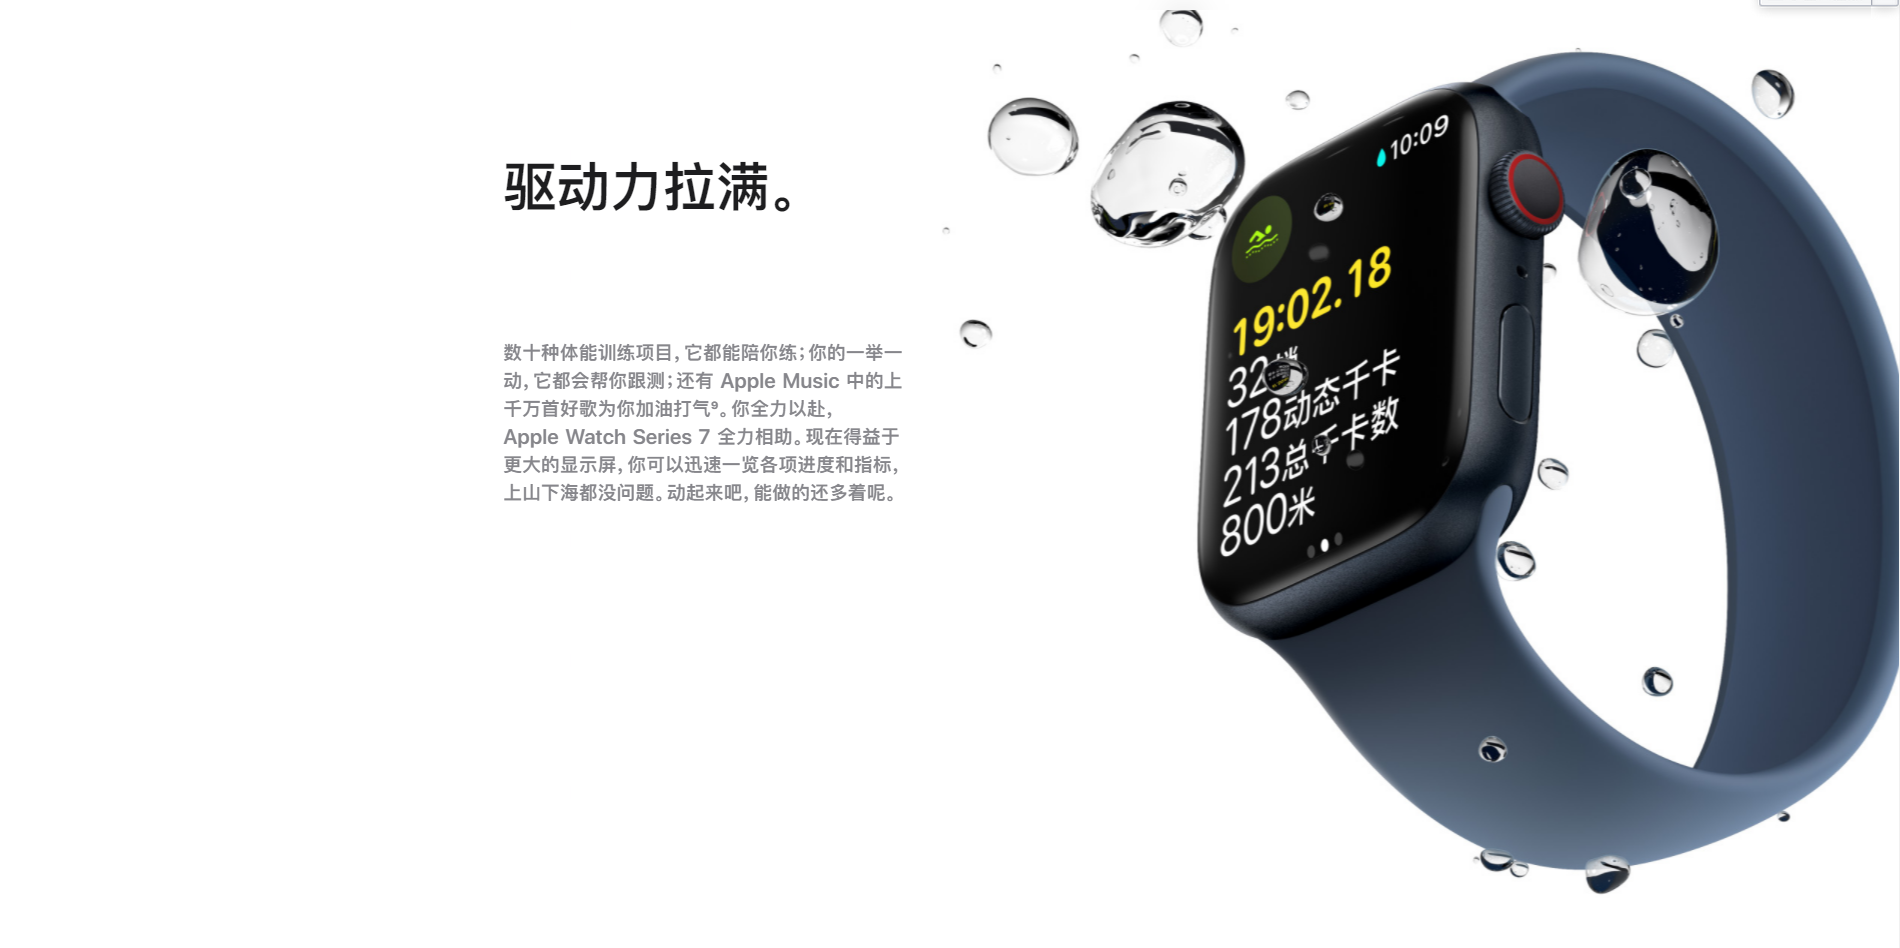 驱动力拉满。
数十种体能训练项目，它都能陪你练；你的一举一
动，它都会帮你跟测；还有 Apple Music 中的上
千万首好歌为你加油打气⁹。你全力以赴，
Apple Watch Series 7 全力相助。现在得益于
更大的显示屏，你可以迅速一览各项进度和指标，
上山下海都没问题。动起来吧，能做的还多着呢。
10:09
19:02.18
32
178动态千卡
213总千卡数
800米